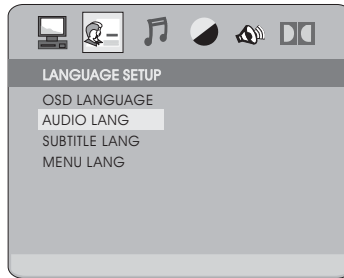 LANGUAGE SETUP
OSD LANGUAGE
AUDIO LANG
SUBTITLE LANG
MENU LANG